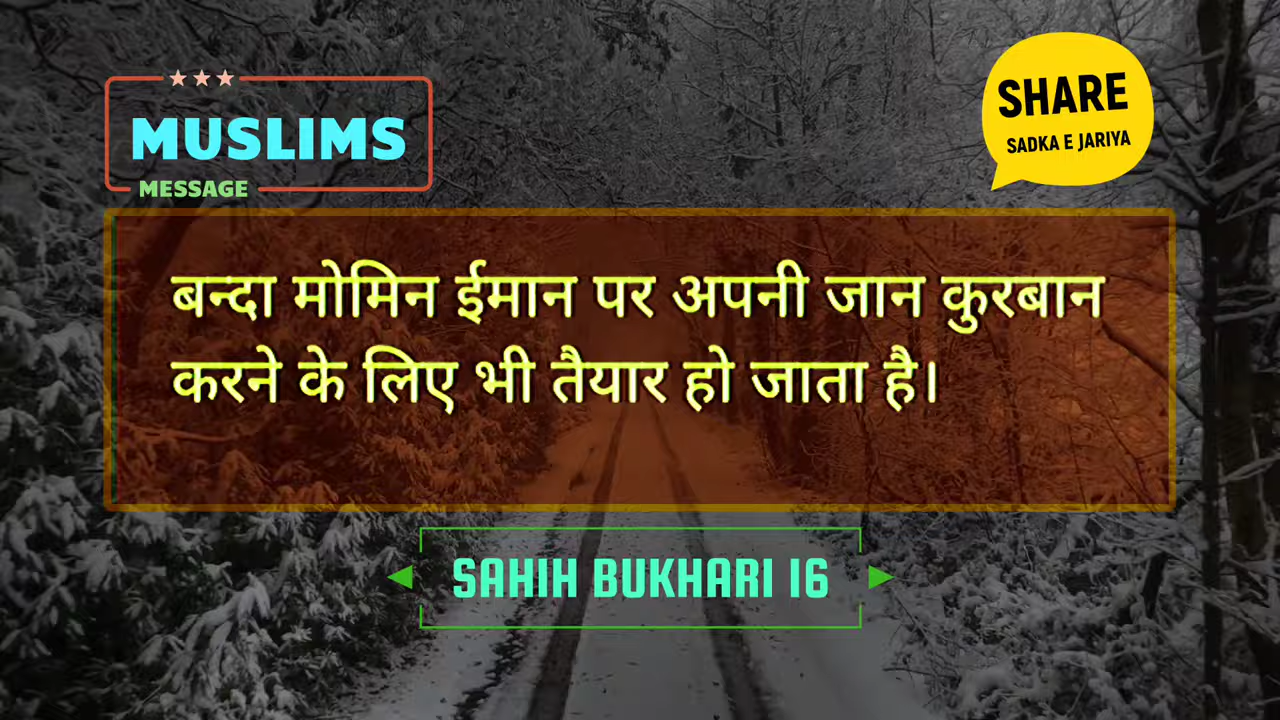 MUSLIMS
MESSAGE
SHARE
SADKA E JARIYA
बन्दा मोमिन ईमान पर अपनी जान कुरबान
करने के लिए भी तैयार हो जाता है।
SAHIH BUKHARI 16